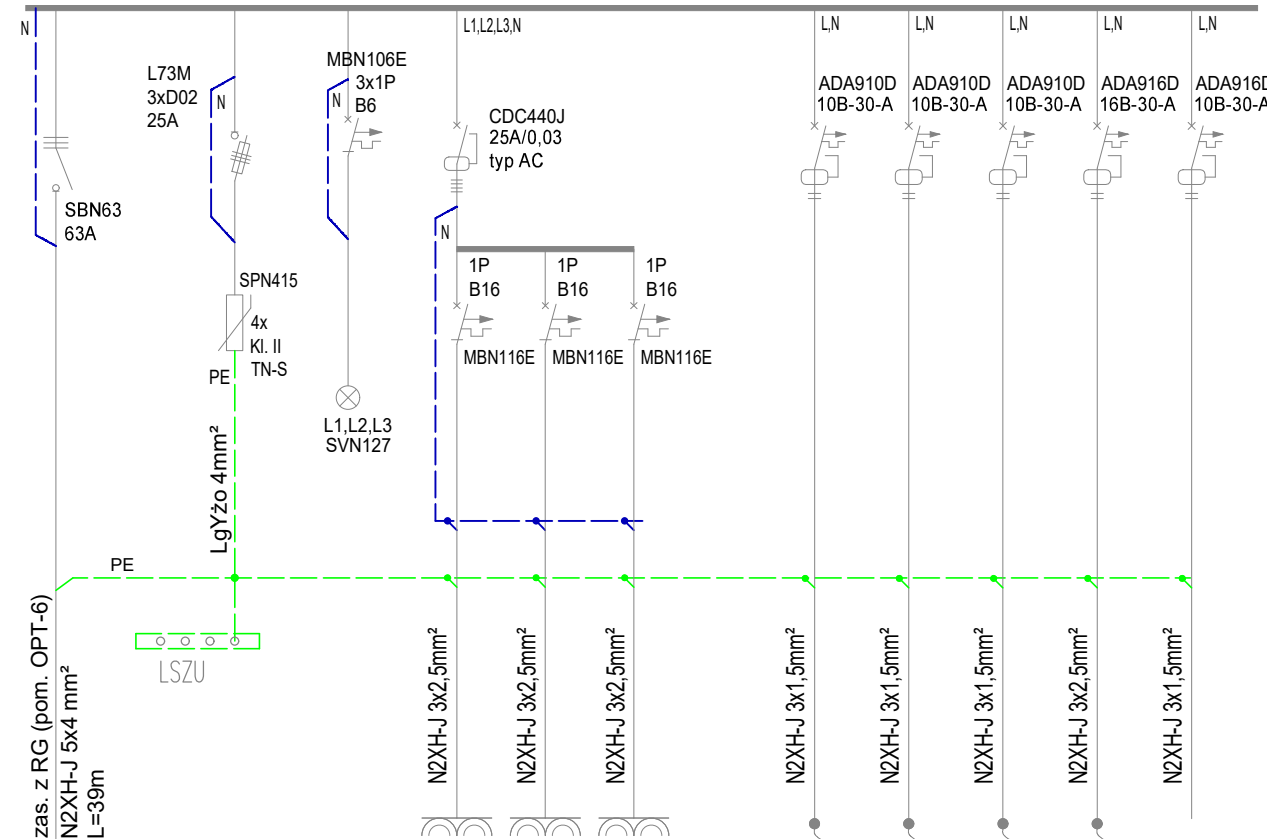 N
SBN63
63A
L73M
3xD02
25A
N
SPN415
4x
Kl. II
TN-S
PE
LgYżo 4mm²
MBN106E
3x1P
B6
N
L1,L2,L3
SVN127
L1,L2,L3,N
CDC440J
25A/0,03
typ AC
N
1P
B16
MBN116E
1P
B16
MBN116E
1P
B16
MBN116E
L,N
ADA910D
10B-30-A
L,N
ADA910D
10B-30-A
L,N
ADA910D
10B-30-A
L,N
ADA916D
16B-30-A
L,N
ADA916D
10B-30-A
PE
LSZU
zas. z RG (pom. OPT-6)
N2XH-J 5x4 mm²
L=39m
N2XH-J 3x2,5mm²
N2XH-J 3x2,5mm²
N2XH-J 3x2,5mm²
N2XH-J 3x1,5mm²
N2XH-J 3x1,5mm²
N2XH-J 3x1,5mm²
N2XH-J 3x2,5mm²
N2XH-J 3x1,5mm²